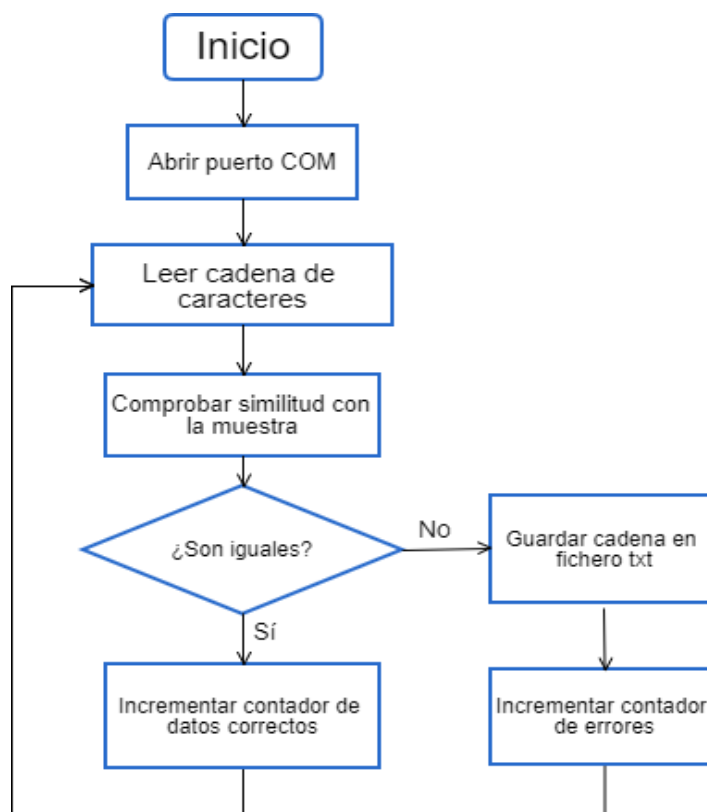 Inicio
Abrir puerto COM
Leer cadena de
caracteres
Comprobar similitud con
la muestra
¿Son iguales?
No
Guardar cadena en
fichero txt
Sí
Incrementar contador de
datos correctos
Incrementar contador
de errores